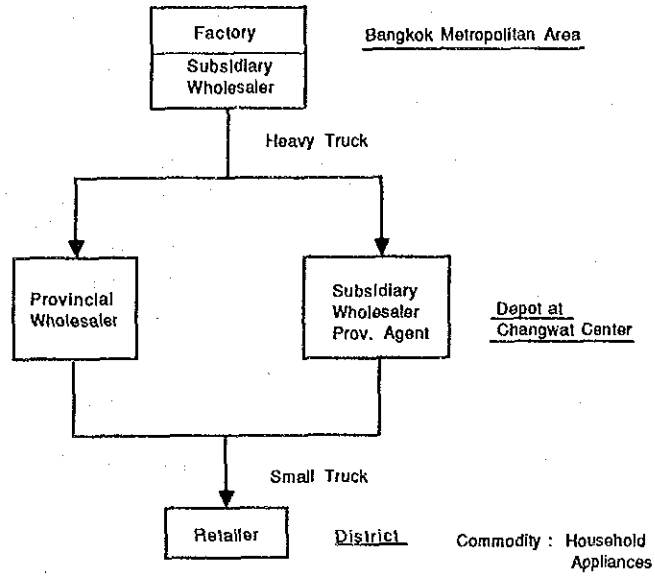 Factory
Bangkok Metropolitan Area
Subsidiary
Wholesaler
Heavy Truck
Provincial
Wholesaler
Subsidiary
Wholesaler
Prov. Agent
Depot at
Changwat Center
Small Truck
Retailer
District
Commodity : Household
Appliances